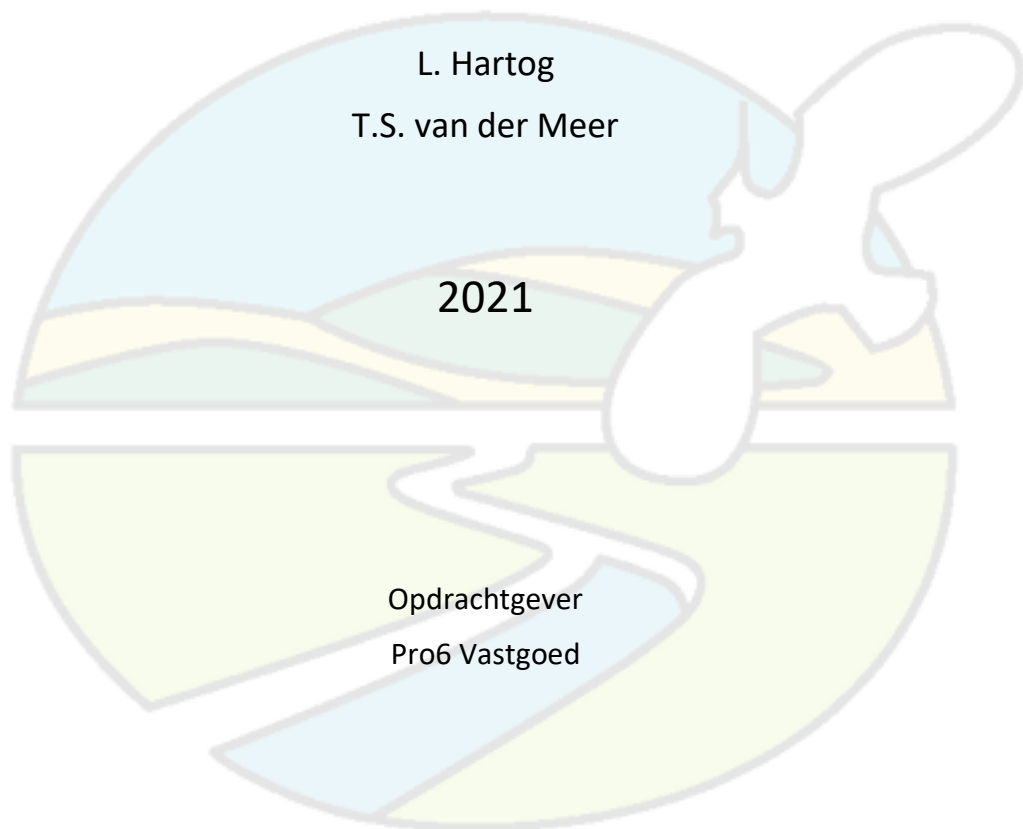 L. Hartog
T.S. van der Meer
2021
Opdrachtgever
Pro6 Vastgoed